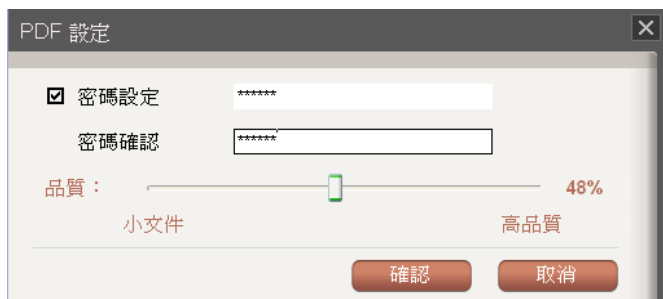 PDF 設定
密碼設定 ******
密碼確認 ******
品質： 48%
小文件 高品質
確認 取消